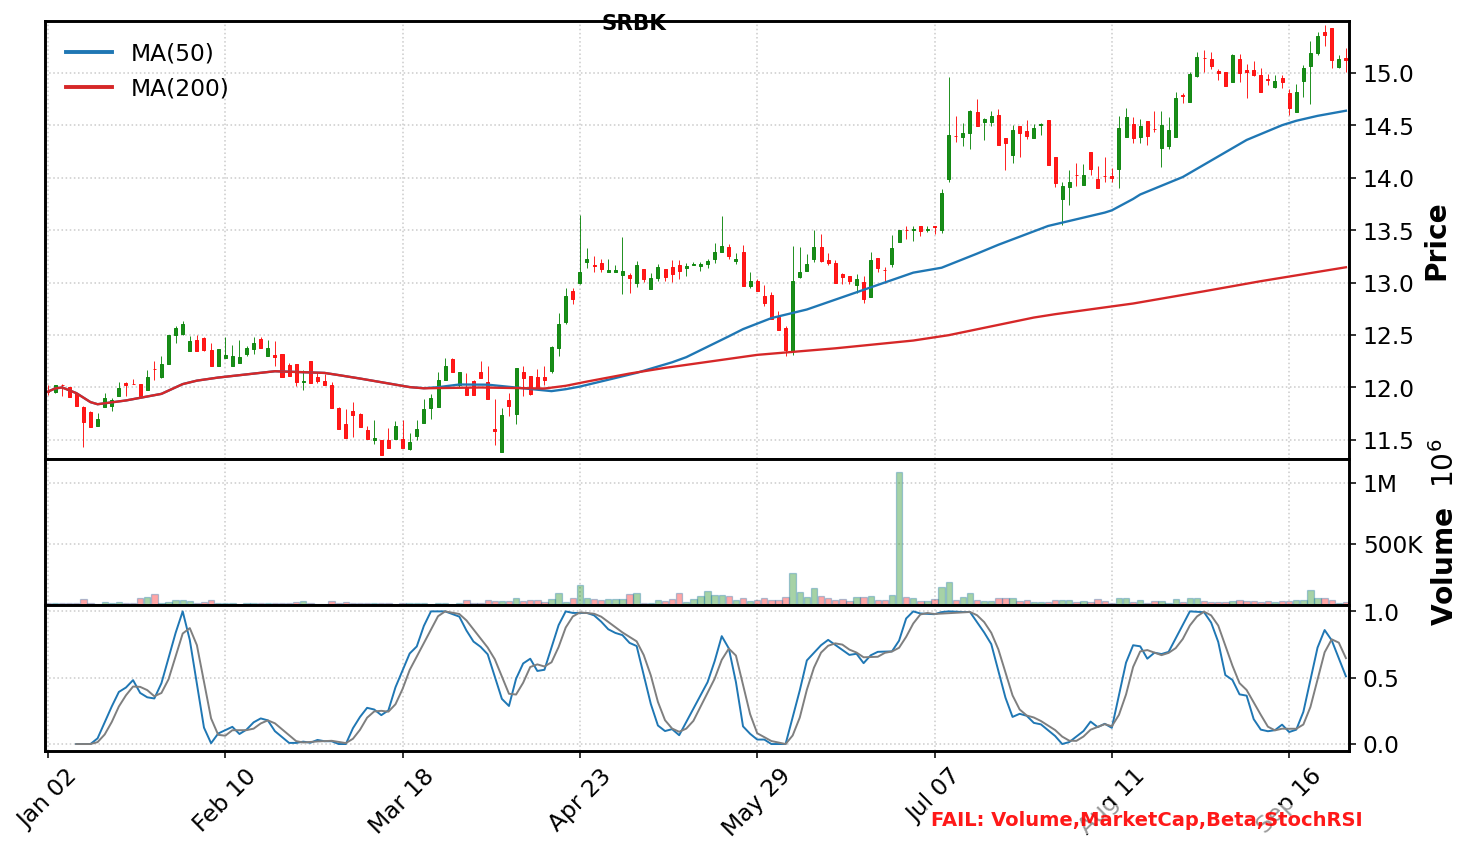 SRBK
MA(50)
MA(200)
15.0
14.5
14.0
13.5
13.0
12.5
12.0
11.5
Price
1M
500K
Volume 10⁶
1.0
0.5
0.0
Jan 02
Feb 10
Mar 18
Apr 23
May 29
Jul 07
Aug 11
Sep 16
FAIL: Volume,MarketCap,Beta,StochRSI